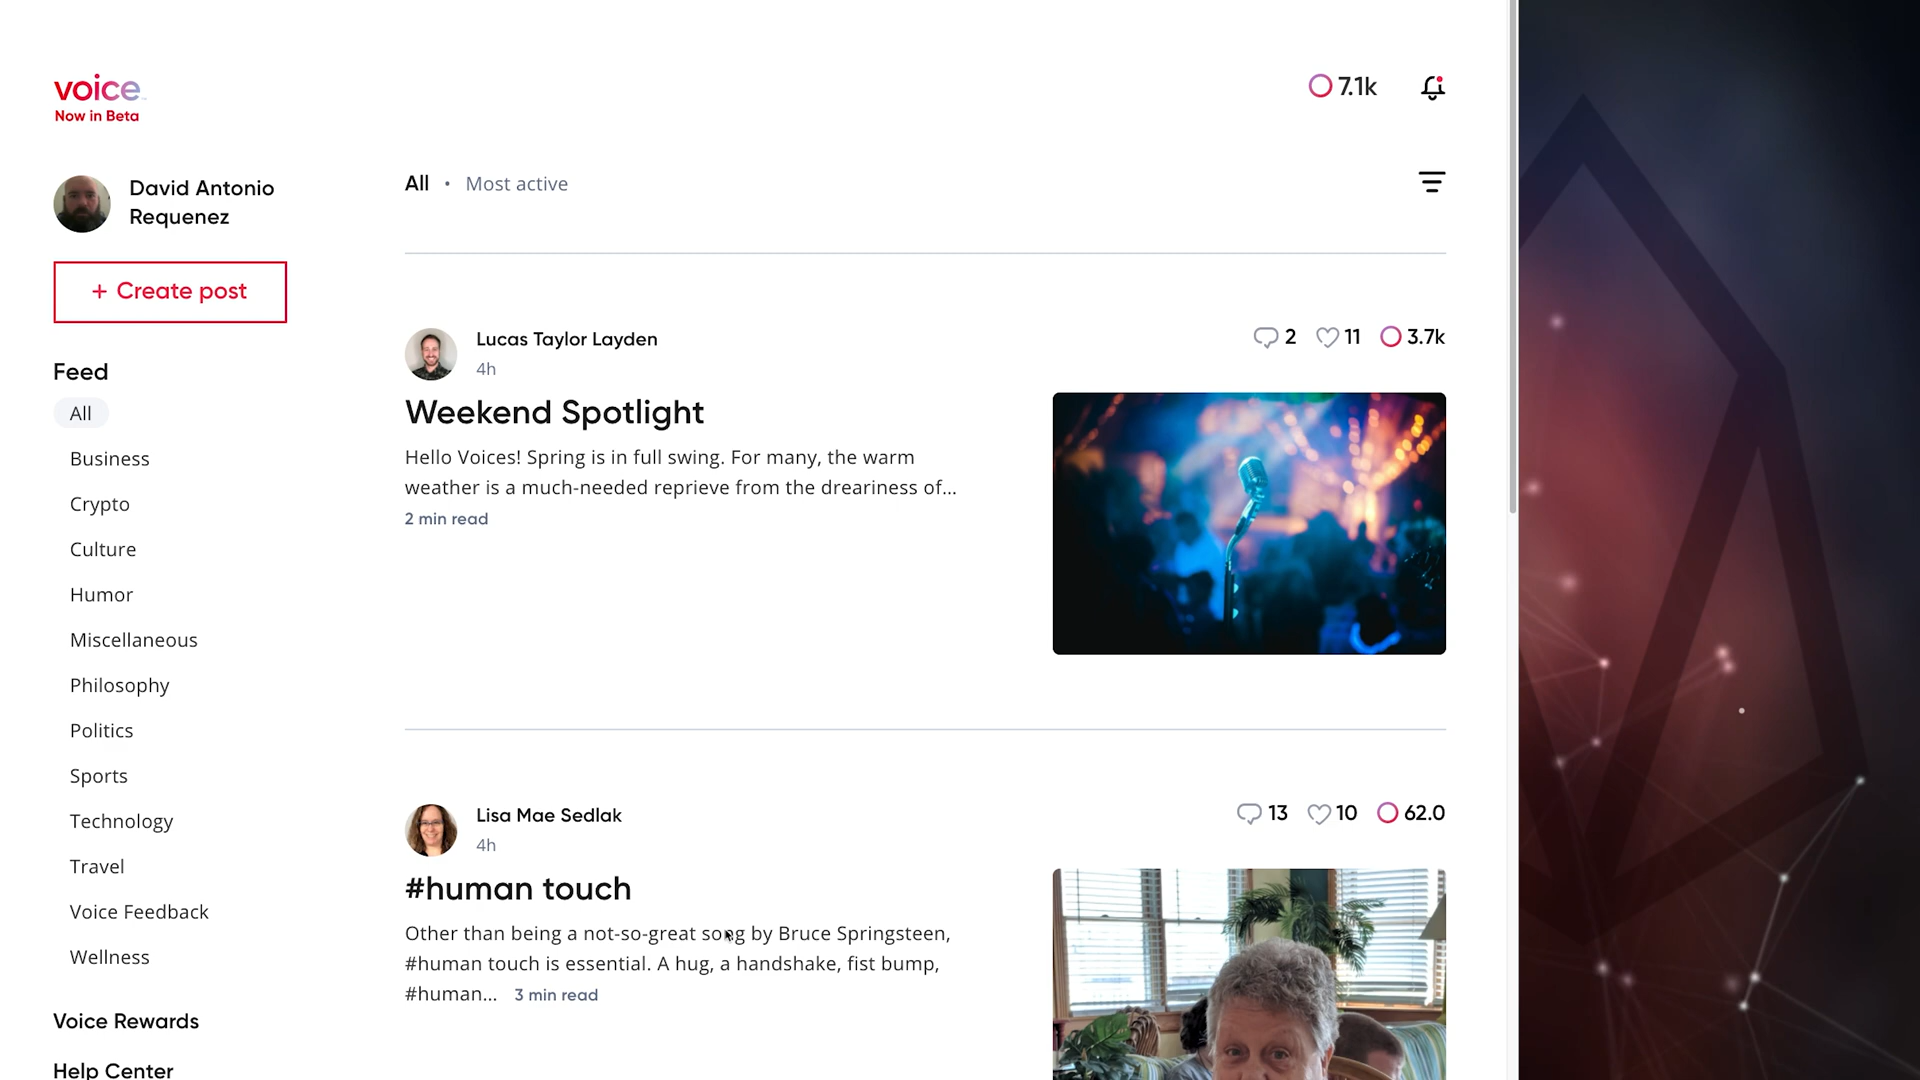 voice
Now in Beta
7.1k
David Antonio
Requenez
+ Create post
Feed
All
Business
Crypto
Culture
Humor
Miscellaneous
Philosophy
Politics
Sports
Technology
Travel
Voice Feedback
Wellness
Voice Rewards
Help Center
All • Most active
Lucas Taylor Layden
4h
2 11 3.7k
Weekend Spotlight
Hello Voices! Spring is in full swing. For many, the warm
weather is a much-needed reprieve from the dreariness of...
2 min read
Lisa Mae Sedlak
4h
13 10 62.0
#human touch
Other than being a not-so-great song by Bruce Springsteen,
#human touch is essential. A hug, a handshake, fist bump,
#human... 3 min read